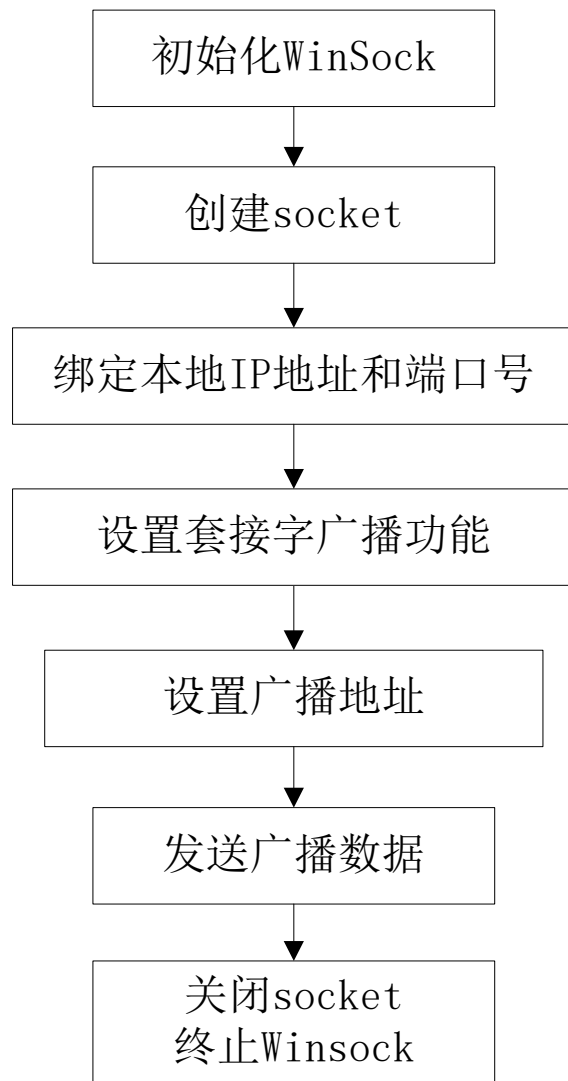 初始化WinSock
创建socket
绑定本地IP地址和端口号
设置套接字广播功能
设置广播地址
发送广播数据
关闭socket
终止Winsock